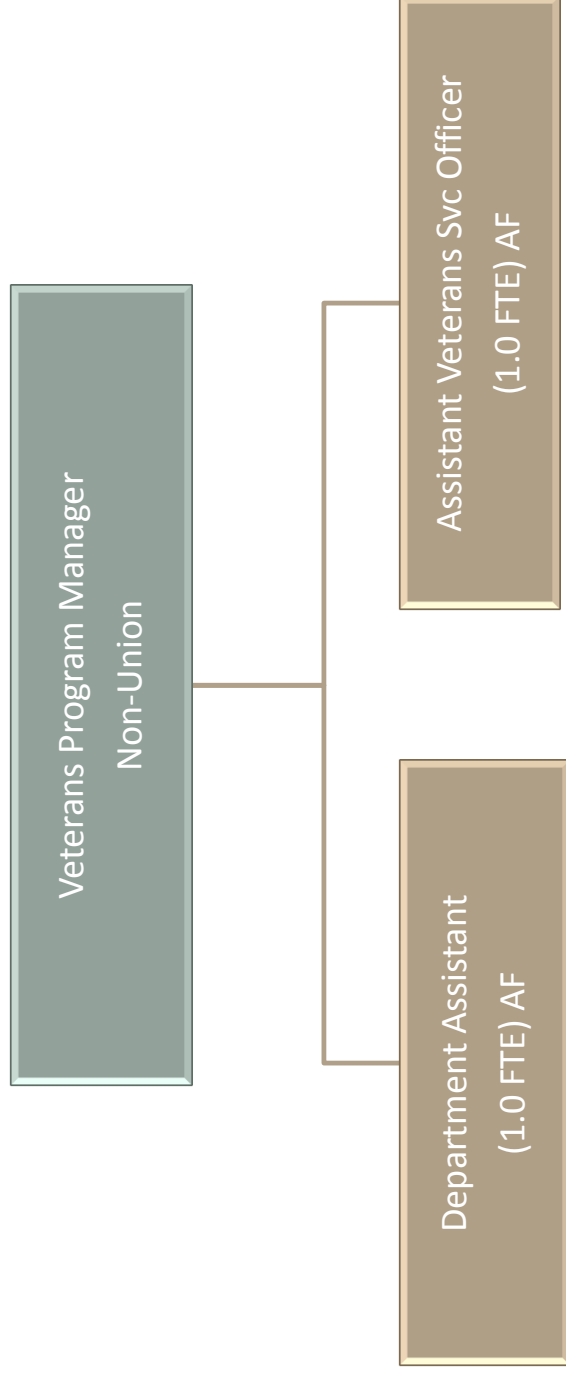 Veterans Program Manager
Non-Union
Department Assistant
(1.0 FTE) AF
Assistant Veterans Svc Officer
(1.0 FTE) AF